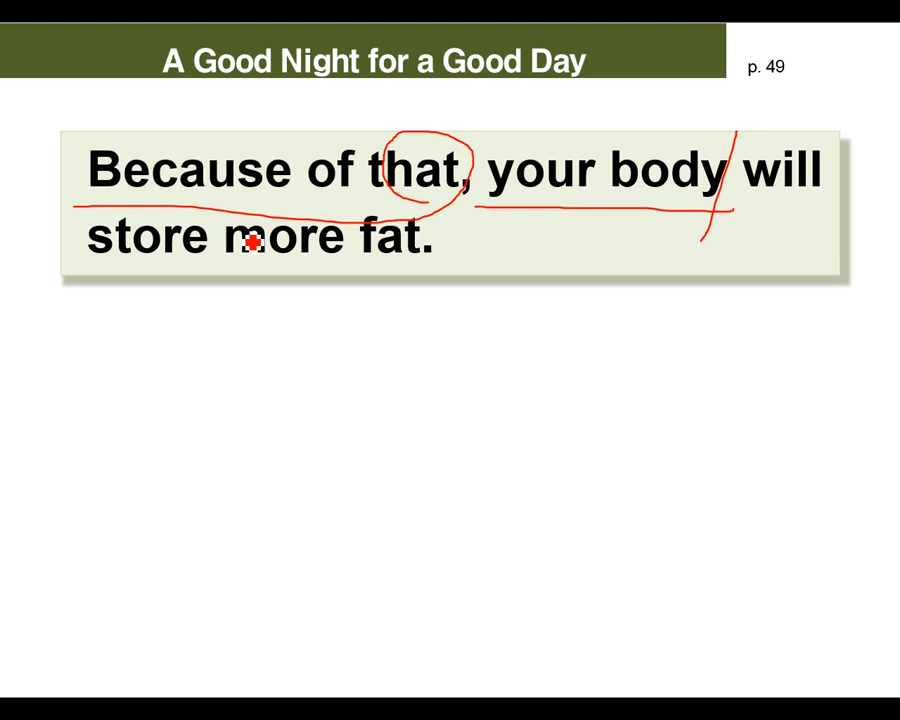 A Good Night for a Good Day
p. 49
Because of that, your body will
store more fat.